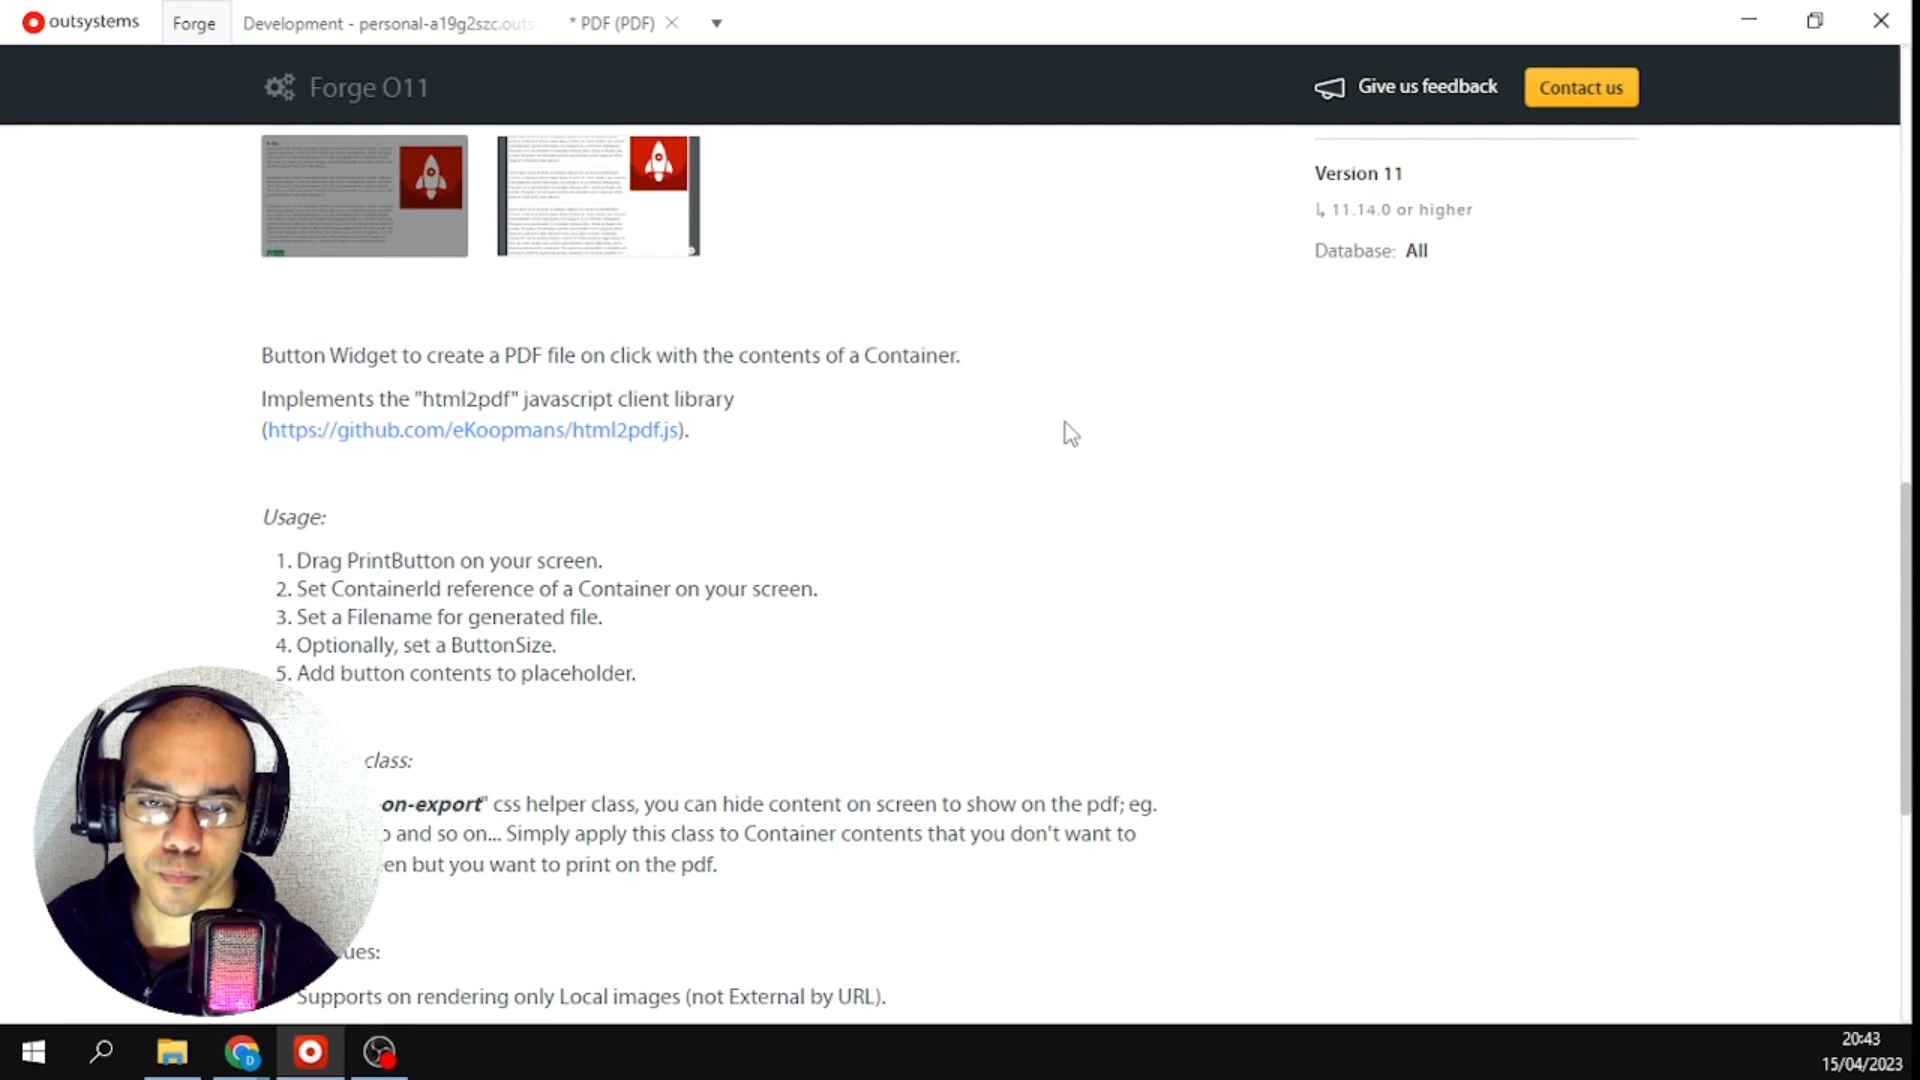 outsystems
Forge
Development - personal-a19g2szc.outs
* PDF (PDF)
Forge O11
Give us feedback
Contact us
Version 11
↳ 11.14.0 or higher
Database: All
Button Widget to create a PDF file on click with the contents of a Container.
Implements the "html2pdf" javascript client library
(https://github.com/eKoopmans/html2pdf.js).
Usage:
1. Drag PrintButton on your screen.
2. Set ContainerId reference of a Container on your screen.
3. Set a Filename for generated file.
4. Optionally, set a ButtonSize.
5. Add button contents to placeholder.
class:
on-export" css helper class, you can hide content on screen to show on the pdf; eg.
and so on... Simply apply this class to Container contents that you don't want to
en but you want to print on the pdf.
ues:
Supports on rendering only Local images (not External by URL).
D
20:43
15/04/2023